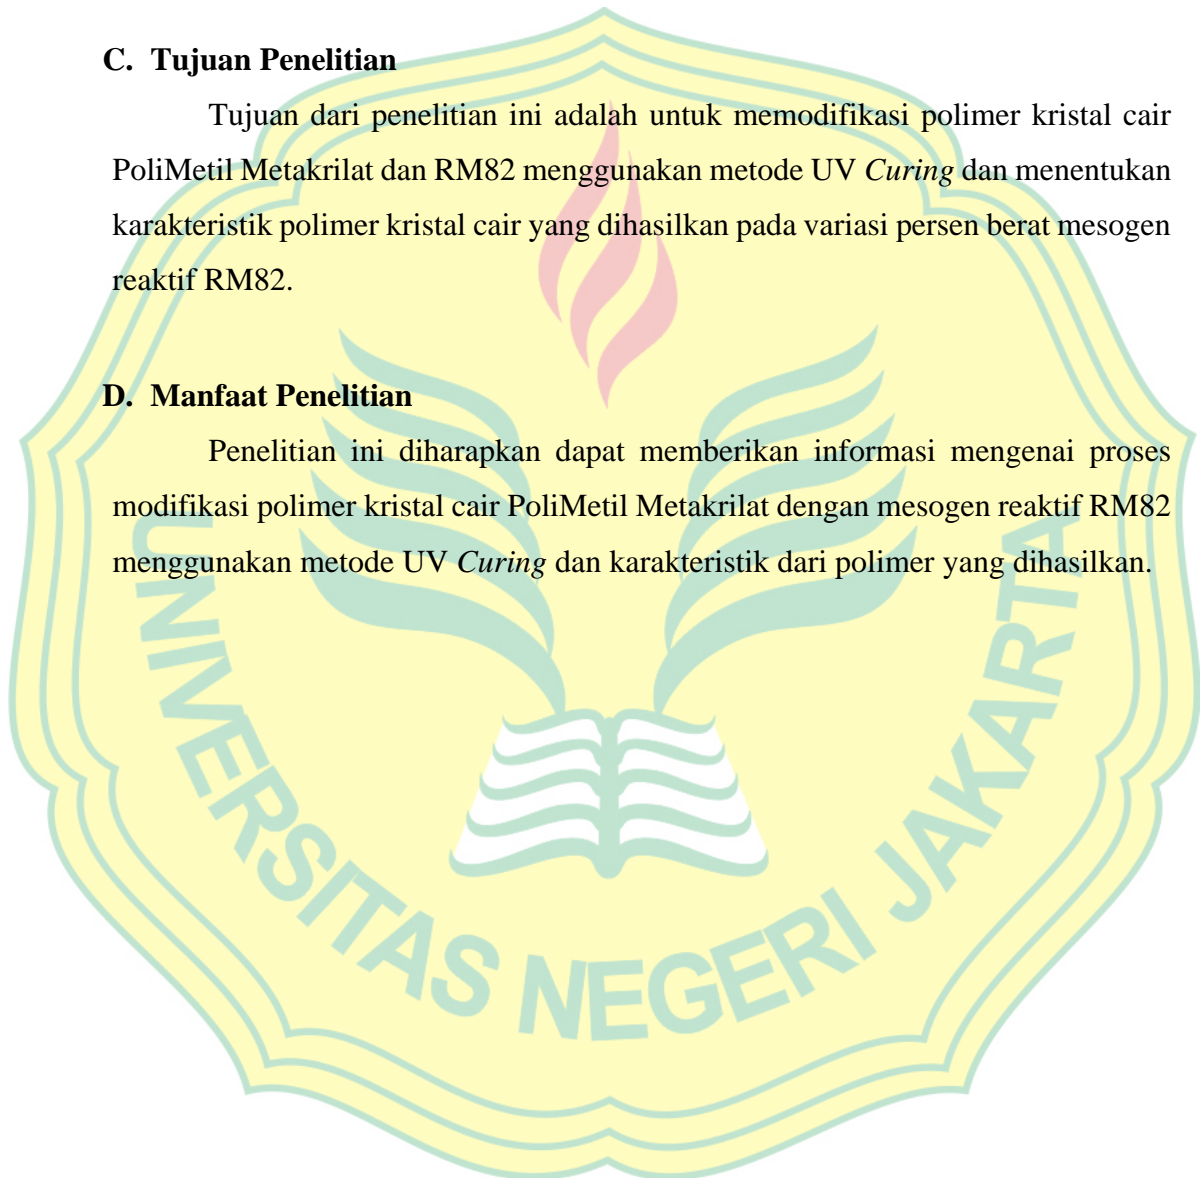 C. Tujuan Penelitian
Tujuan dari penelitian ini adalah untuk memodifikasi polimer kristal cair
PoliMetil Metakrilat dan RM82 menggunakan metode UV Curing dan menentukan
karakteristik polimer kristal cair yang dihasilkan pada variasi persen berat mesogen
reaktif RM82.
D. Manfaat Penelitian
Penelitian ini diharapkan dapat memberikan informasi mengenai proses
modifikasi polimer kristal cair PoliMetil Metakrilat dengan mesogen reaktif RM82
menggunakan metode UV Curing dan karakteristik dari polimer yang dihasilkan.
UNIVERSITAS NEGERI JAKARTA